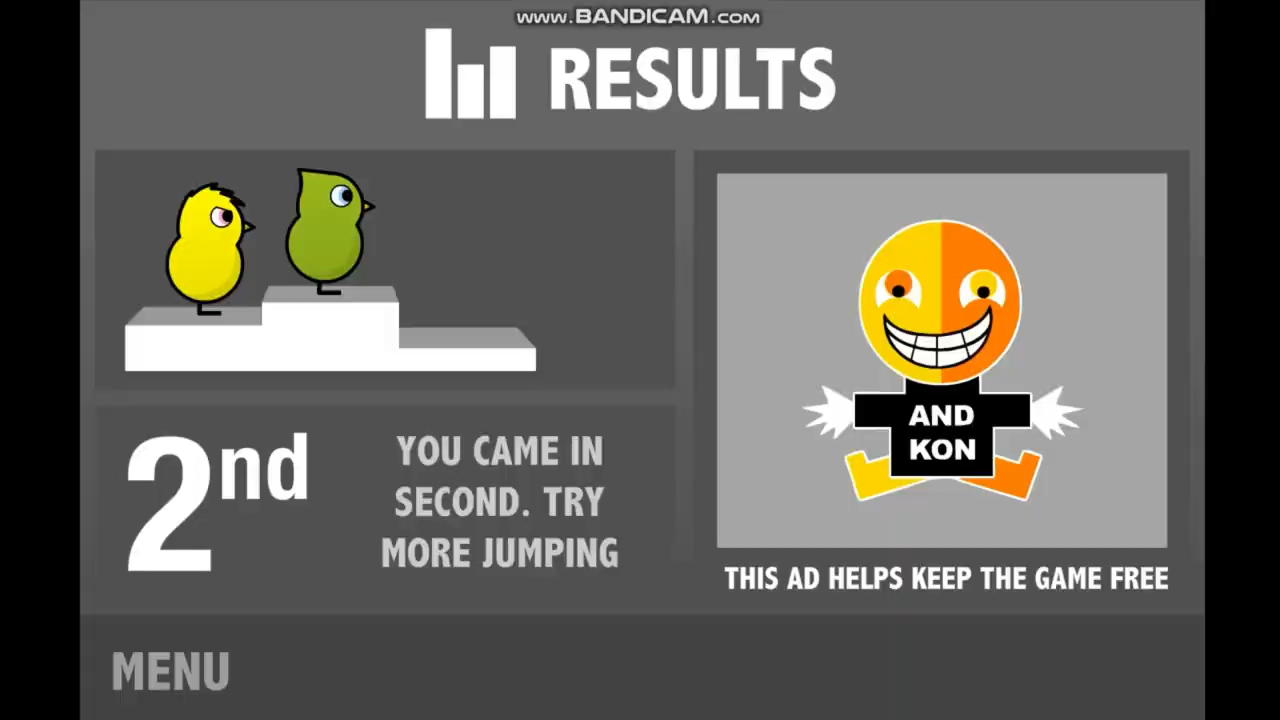 www.BANDICAM.com
RESULTS
2nd
YOU CAME IN
SECOND. TRY
MORE JUMPING
AND
KON
THIS AD HELPS KEEP THE GAME FREE
MENU